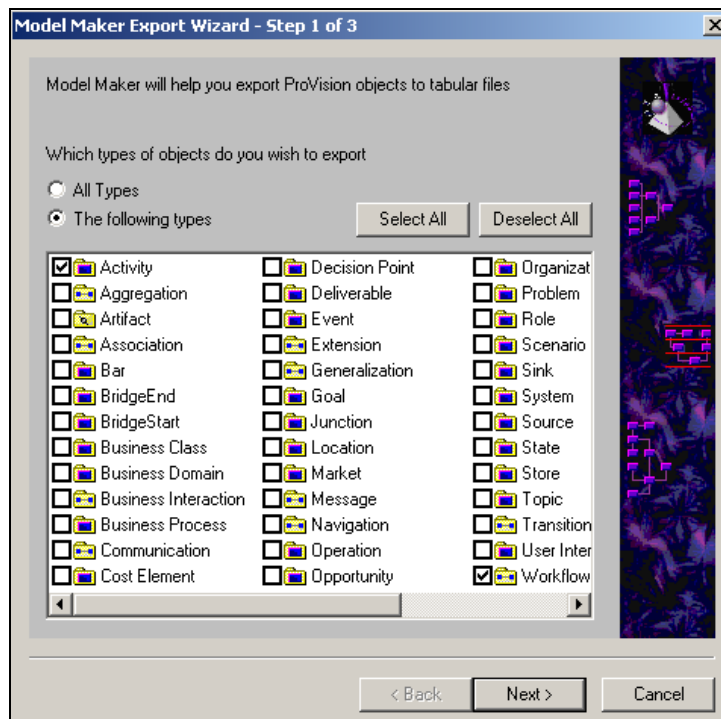 Model Maker Export Wizard - Step 1 of 3
Model Maker will help you export ProVision objects to tabular files
Which types of objects do you wish to export
All Types
The following types
Select All
Deselect All
Activity
Aggregation
Artifact
Association
Bar
BridgeEnd
BridgeStart
Business Class
Business Domain
Business Interaction
Business Process
Communication
Cost Element
Decision Point
Deliverable
Event
Extension
Generalization
Goal
Junction
Location
Market
Message
Navigation
Operation
Opportunity
Organizat
Problem
Role
Scenario
Sink
System
Source
State
Store
Topic
Transition
User Inter
Workflow
< Back
Next >
Cancel